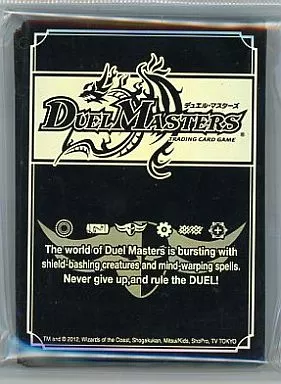 デュエル・マスターズ
DUEL MASTERS®
TRADING CARD GAME
The world of Duel Masters is bursting with
shield-bashing creatures and mind-warping spells.
Never give up,and rule the DUEL!
TM and © 2012, Wizards of the Coast, Shogakukan, Mitsui/Kids, ShoPro, TV TOKYO